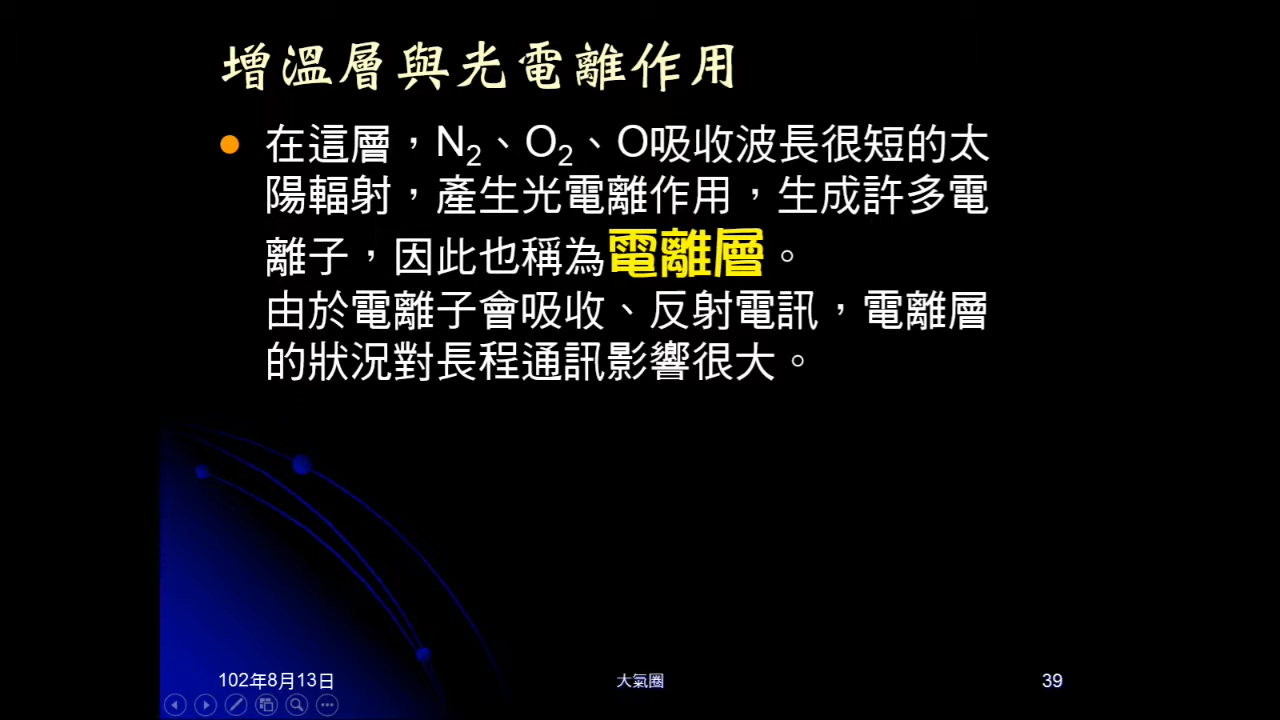 增溫層與光電離作用
在這層，N₂、O₂、O吸收波長很短的太
陽輻射，產生光電離作用，生成許多電
離子，因此也稱為電離層。
由於電離子會吸收、反射電訊，電離層
的狀況對長程通訊影響很大。
102年8月13日
大氣圈
39